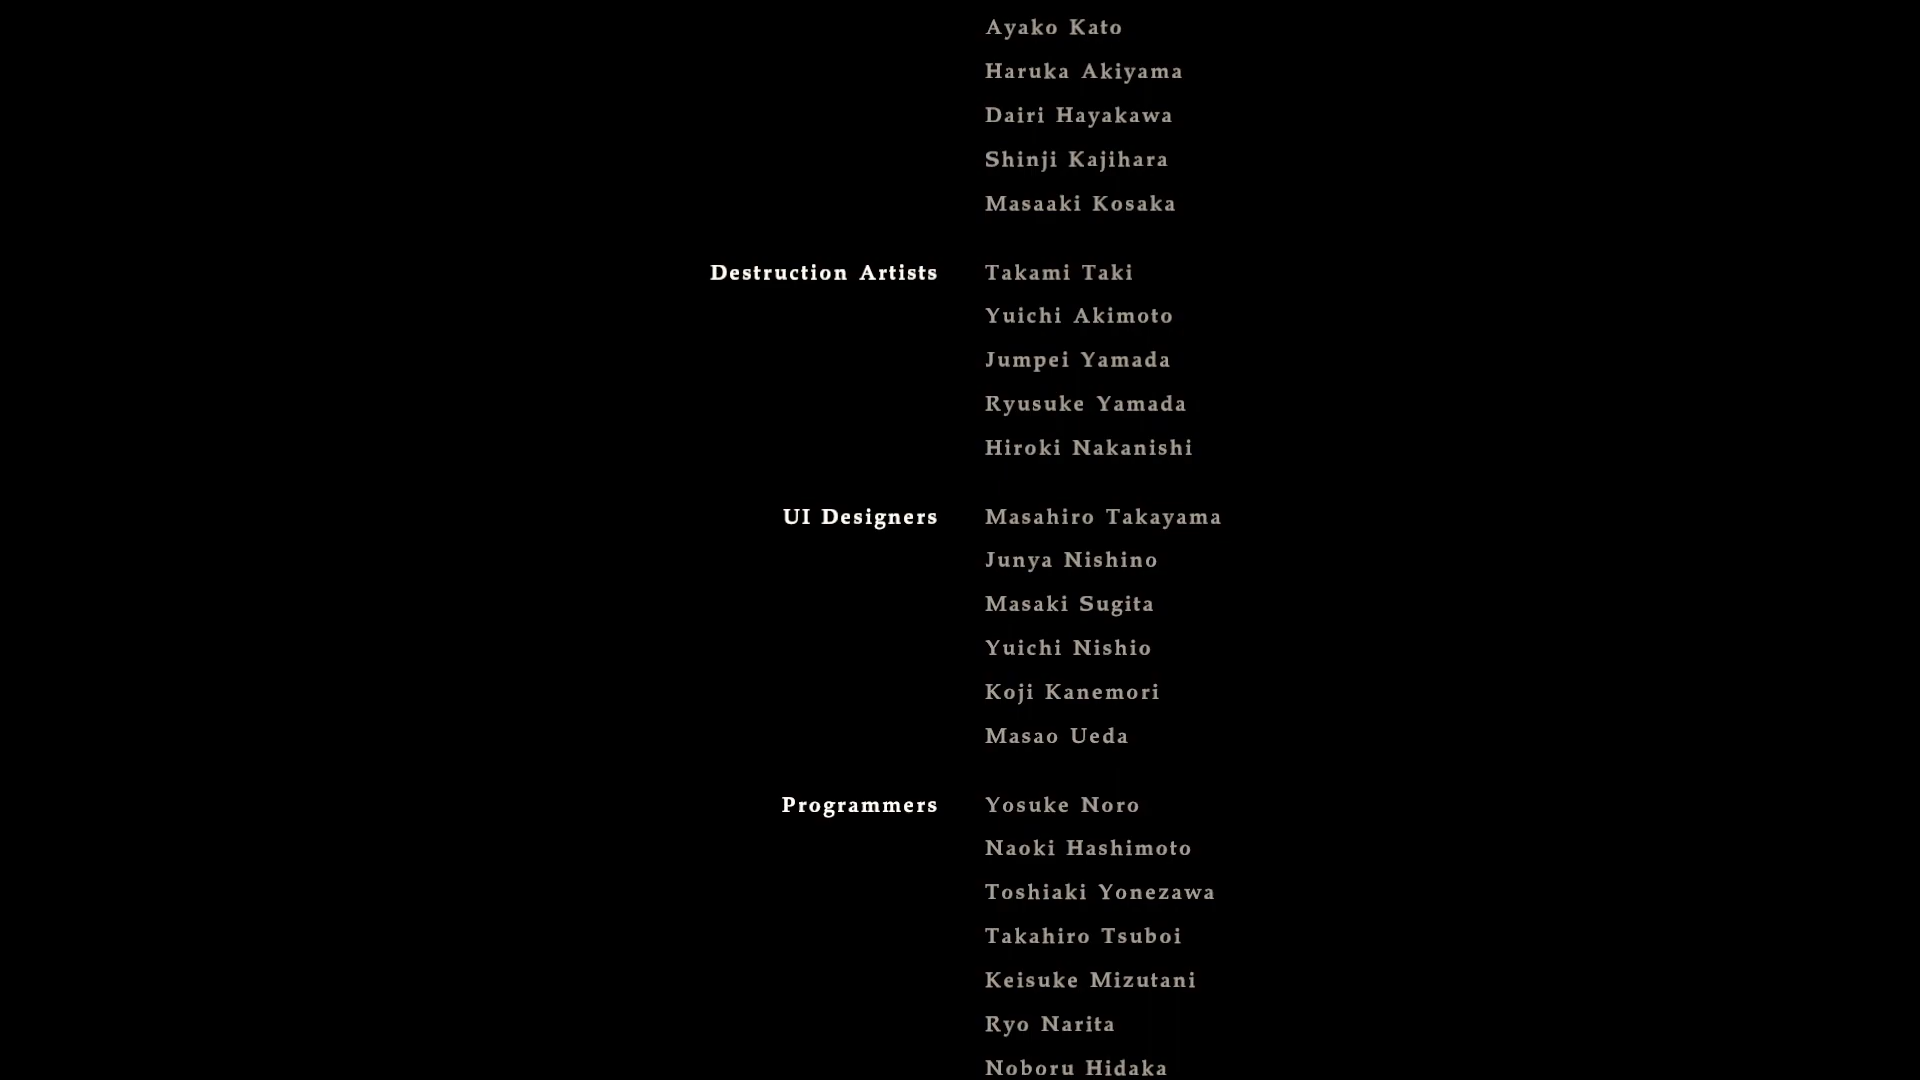 Ayako Kato
Haruka Akiyama
Dairi Hayakawa
Shinji Kajihara
Masaaki Kosaka
Destruction Artists Takami Taki
Yuichi Akimoto
Jumpei Yamada
Ryusuke Yamada
Hiroki Nakanishi
UI Designers Masahiro Takayama
Junya Nishino
Masaki Sugita
Yuichi Nishio
Koji Kanemori
Masao Ueda
Programmers Yosuke Noro
Naoki Hashimoto
Toshiaki Yonezawa
Takahiro Tsuboi
Keisuke Mizutani
Ryo Narita
Noboru Hidaka